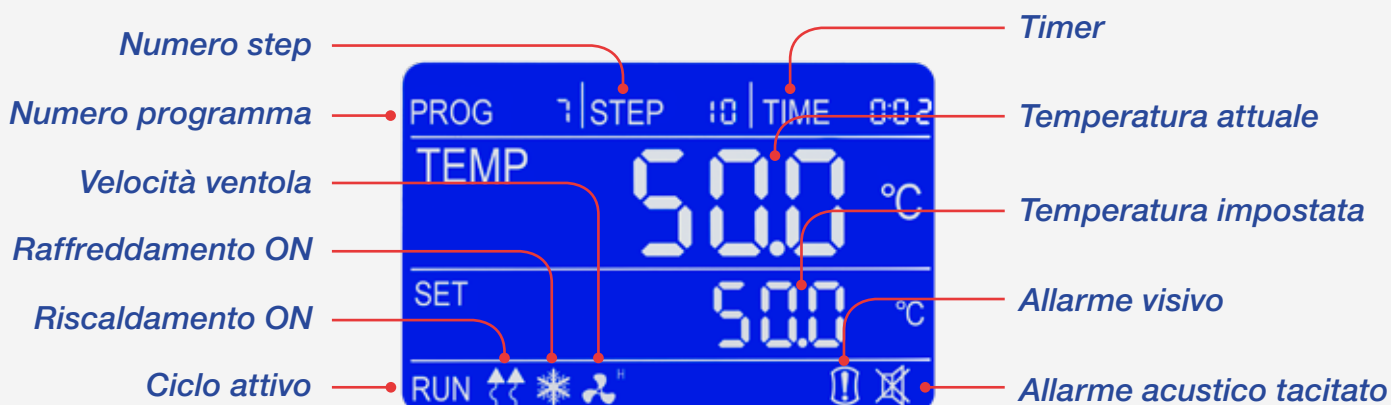 Numero step
Timer
Numero programma
PROG 7 STEP 10 TIME 0:02
Temperatura attuale
TEMP 50.0 °C
Velocità ventola
Temperatura impostata
Raffreddamento ON
SET 50.0 °C
Riscaldamento ON
Allarme visivo
Ciclo attivo
RUN H
Allarme acustico tacitato